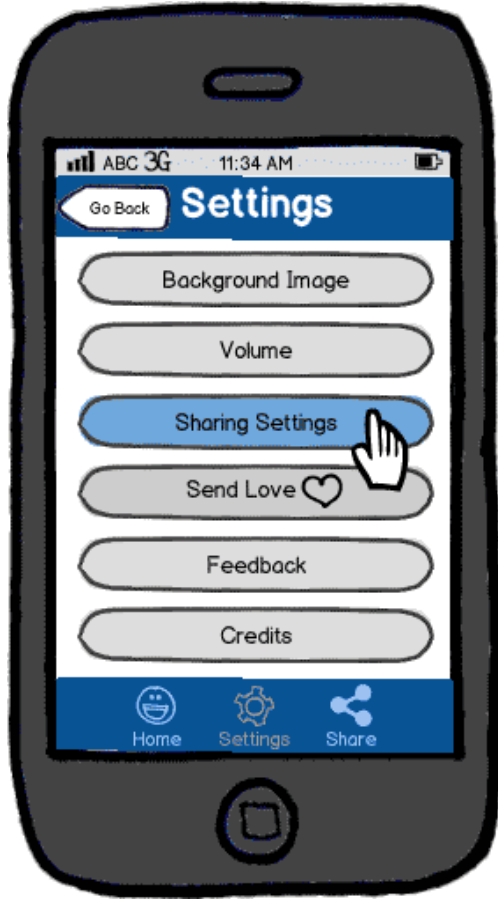 ABC 3G 11:34 AM
Go Back Settings
Background Image
Volume
Sharing Settings
Send Love
Feedback
Credits
Home Settings Share